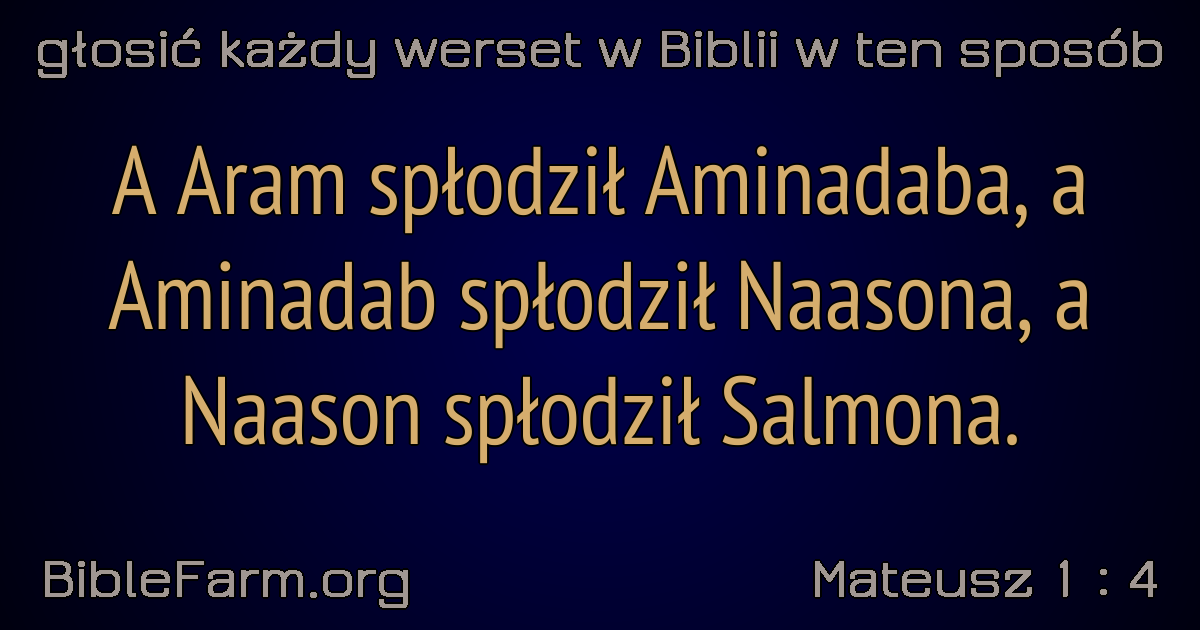 głosić każdy werset w Biblii w ten sposób
A Aram spłodził Aminadaba, a
Aminadab spłodził Naasona, a
Naason spłodził Salmona.
BibleFarm.org
Mateusz 1 : 4